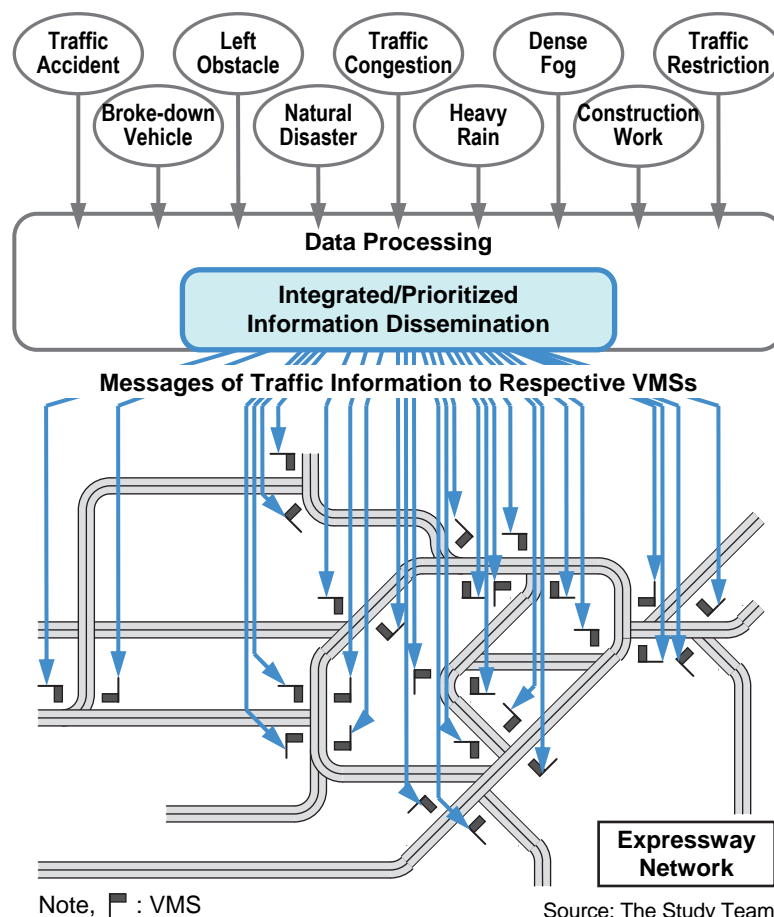 Traffic
Accident
Left
Obstacle
Traffic
Congestion
Dense
Fog
Traffic
Restriction
Broke-down
Vehicle
Natural
Disaster
Heavy
Rain
Construction
Work
Data Processing
Integrated/Prioritized
Information Dissemination
Messages of Traffic Information to Respective VMSs
Expressway
Network
Note, : VMS
Source: The Study Team